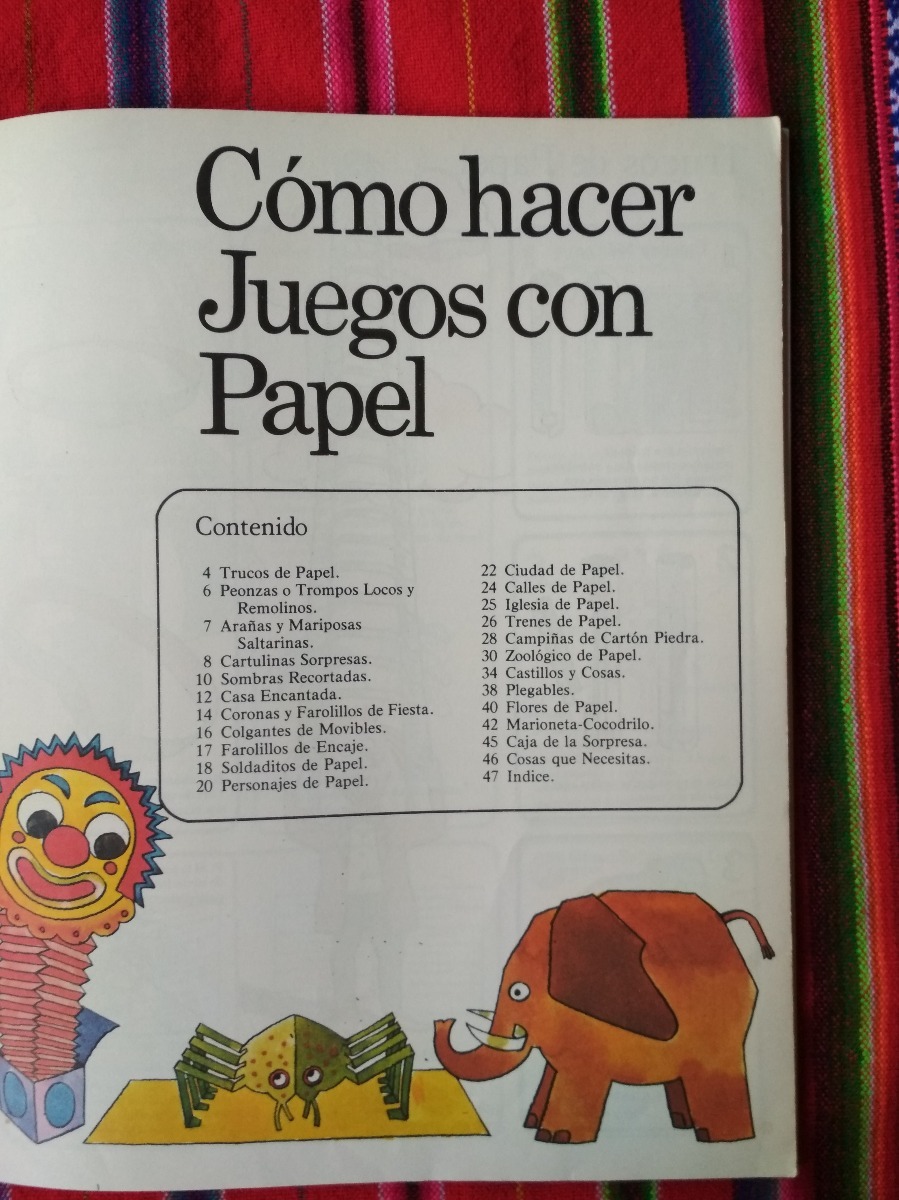 Cómo hacer
Juegos con
Papel
Contenido
4 Trucos de Papel.
6 Peonzas o Trompos Locos y
Remolinos.
7 Arañas y Mariposas
Saltarinas.
8 Cartulinas Sorpresas.
10 Sombras Recortadas.
12 Casa Encantada.
14 Coronas y Farolillos de Fiesta.
16 Colgantes de Movibles.
17 Farolillos de Encaje.
18 Soldaditos de Papel.
20 Personajes de Papel.
22 Ciudad de Papel.
24 Calles de Papel.
25 Iglesia de Papel.
26 Trenes de Papel.
28 Campiñas de Cartón Piedra.
30 Zoológico de Papel.
34 Castillos y Cosas.
38 Plegables.
40 Flores de Papel.
42 Marioneta-Cocodrilo.
45 Caja de la Sorpresa.
46 Cosas que Necesitas.
47 Indice.